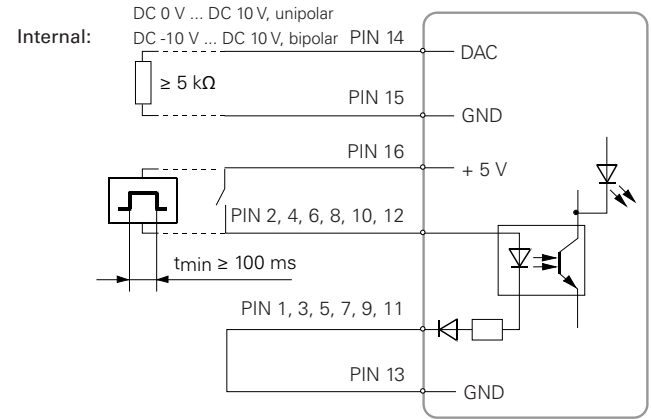 DC 0 V ... DC 10 V, unipolar
Internal:
DC -10 V ... DC 10 V, bipolar
PIN 14
DAC
≥ 5 kΩ
PIN 15
GND
PIN 16
+ 5 V
PIN 2, 4, 6, 8, 10, 12
tmin ≥ 100 ms
PIN 1, 3, 5, 7, 9, 11
PIN 13
GND